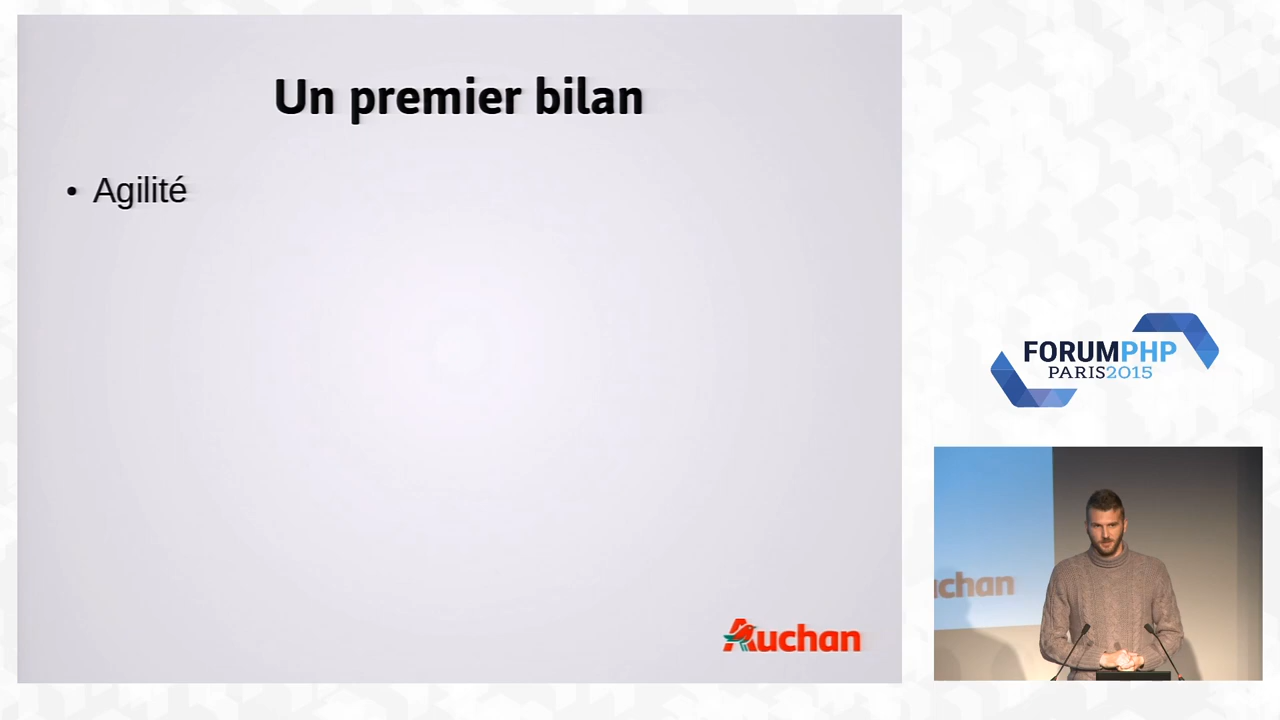 Un premier bilan
• Agilité
Auchan
FORUMPHP
PARIS2015
uchan